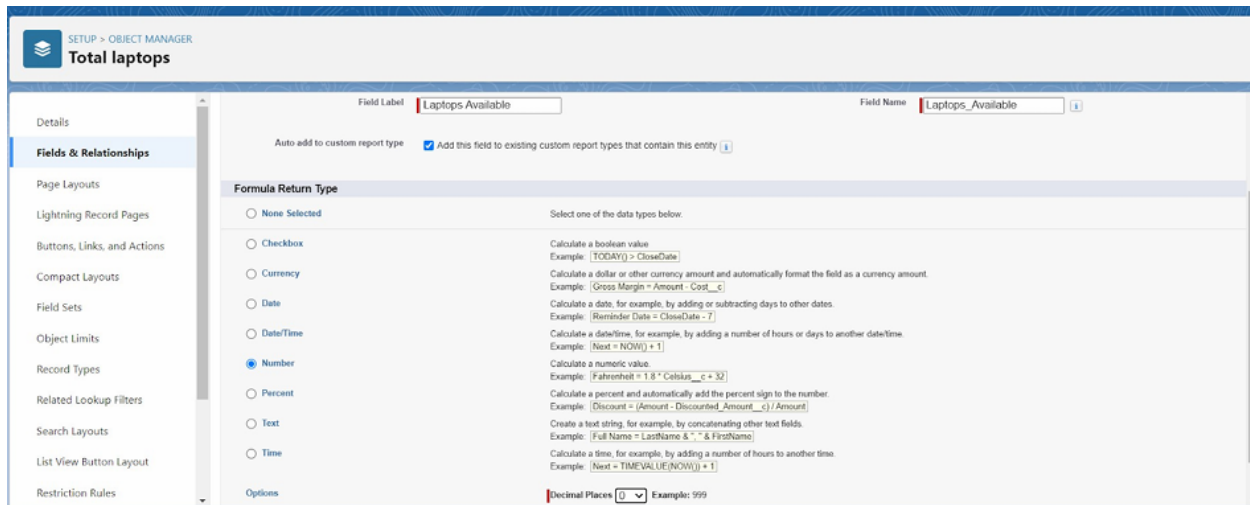 SETUP > OBJECT MANAGER
Total laptops
Details
Fields & Relationships
Page Layouts
Lightning Record Pages
Buttons, Links, and Actions
Compact Layouts
Field Sets
Object Limits
Record Types
Related Lookup Filters
Search Layouts
List View Button Layout
Restriction Rules
Field Label Laptops Available Field Name Laptops_Available i
Auto add to custom report type Add this field to existing custom report types that contain this entity i
Formula Return Type
None Selected Select one of the data types below.
Checkbox Calculate a boolean value
Example: TODAY() > CloseDate
Currency Calculate a dollar or other currency amount and automatically format the field as a currency amount.
Example: Gross Margin = Amount - Cost__c
Date Calculate a date, for example, by adding or subtracting days to other dates.
Example: Reminder Date = CloseDate - 7
Date/Time Calculate a date/time, for example, by adding a number of hours or days to another date/time.
Example: Next = NOW() + 1
Number Calculate a numeric value.
Example: Fahrenheit = 1.8 * Celsius__c + 32
Percent Calculate a percent and automatically add the percent sign to the number.
Example: Discount = (Amount - Discounted_Amount__c) / Amount
Text Create a text string, for example, by concatenating other text fields.
Example: Full Name = LastName & ", " & FirstName
Time Calculate a time, for example, by adding a number of hours to another time.
Example: Next = TIMEVALUE(NOW()) + 1
Options Decimal Places 0 Example: 999